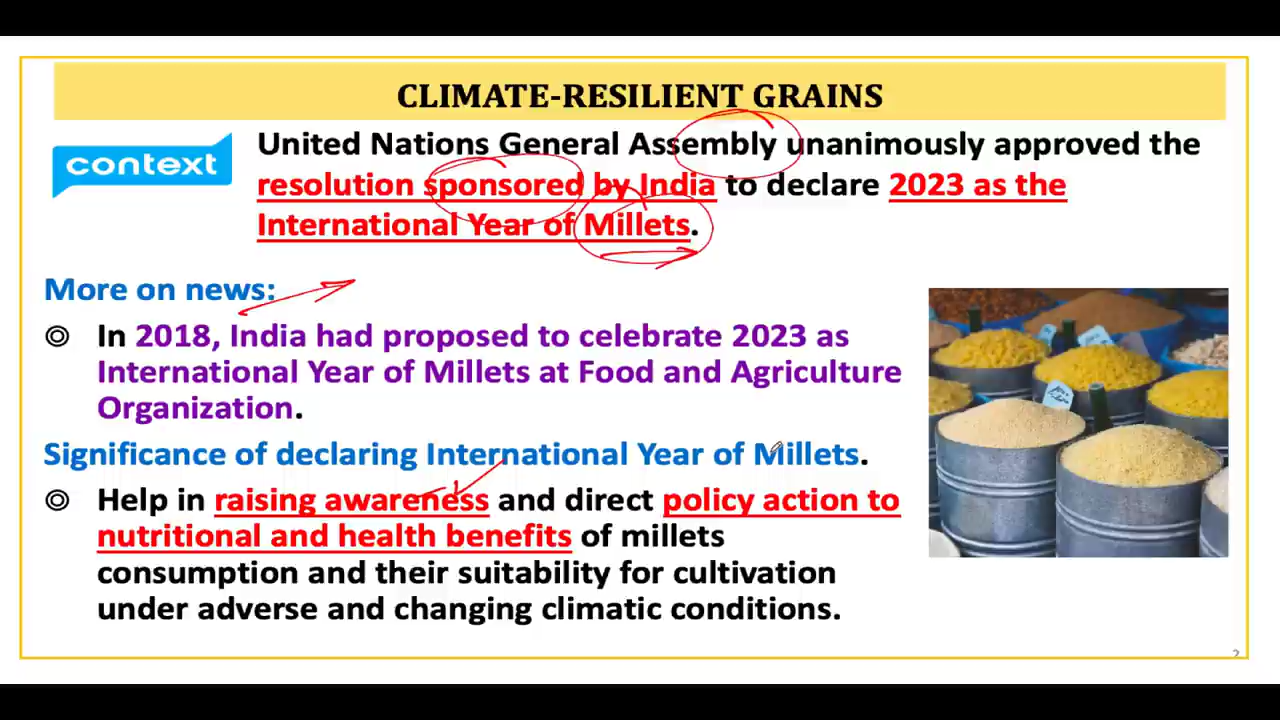 CLIMATE-RESILIENT GRAINS
context
United Nations General Assembly unanimously approved the
resolution sponsored by India to declare 2023 as the
International Year of Millets.
More on news:
In 2018, India had proposed to celebrate 2023 as
International Year of Millets at Food and Agriculture
Organization.
Significance of declaring International Year of Millets.
Help in raising awareness and direct policy action to
nutritional and health benefits of millets
consumption and their suitability for cultivation
under adverse and changing climatic conditions.
2